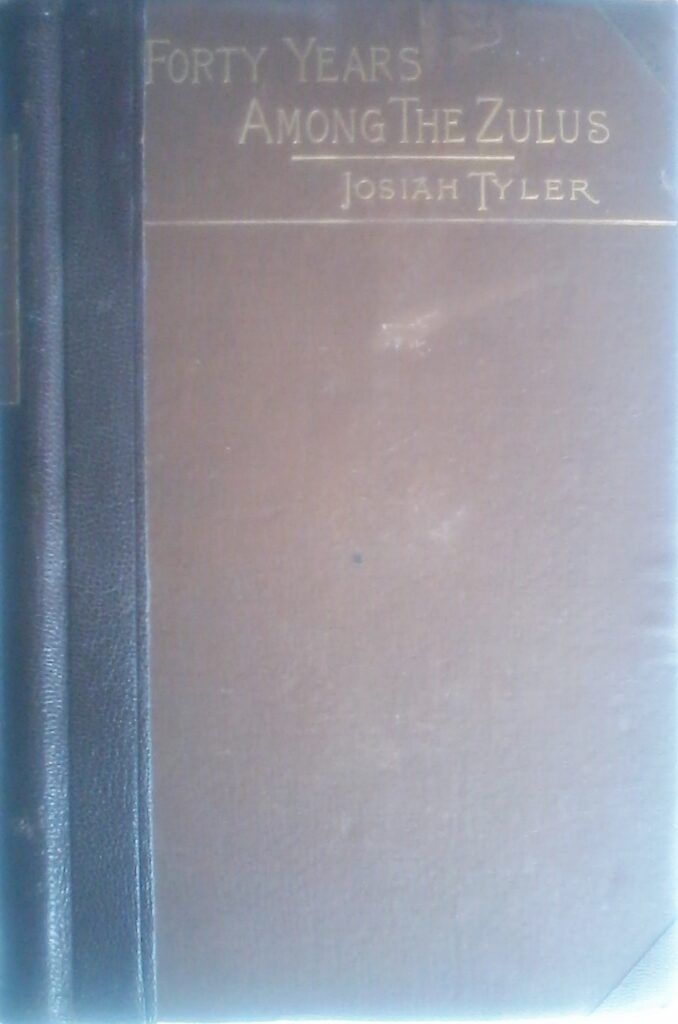 Forty Years
Among The Zulus
Josiah Tyler